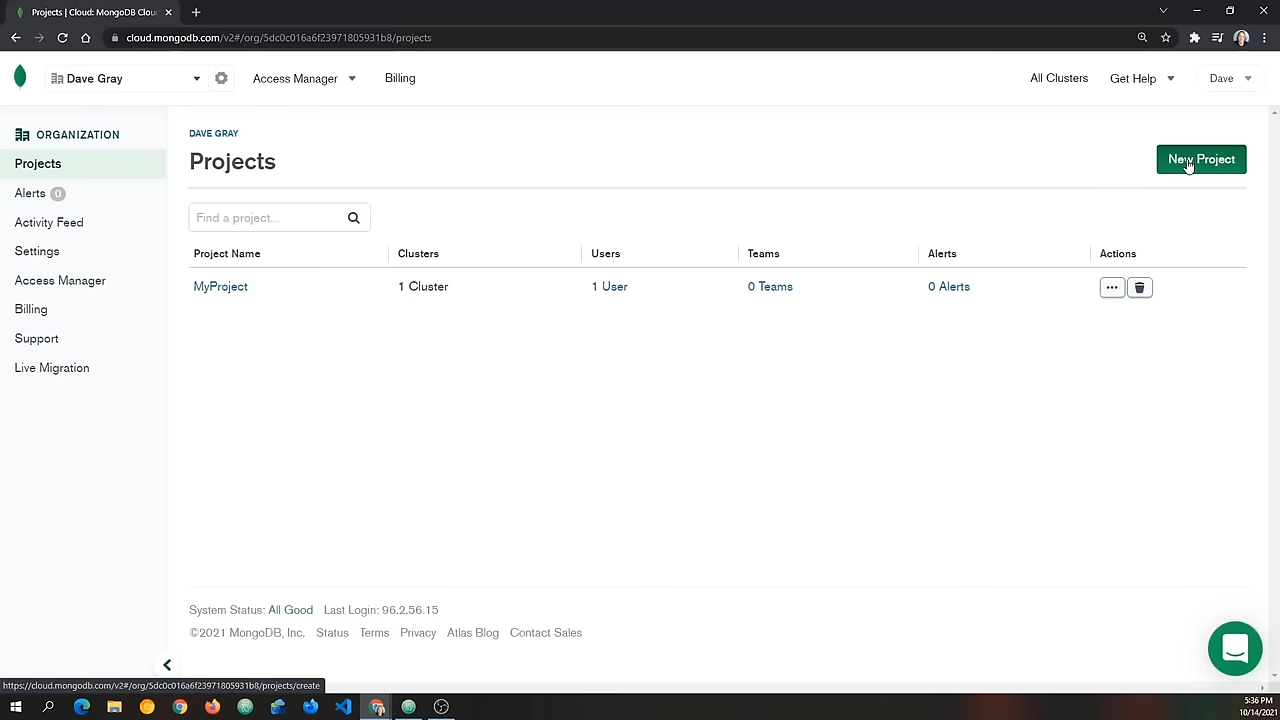 Projects | Cloud: MongoDB Clou
cloud.mongodb.com/v2#/org/5dc0c016a6f23971805931b8/projects
Dave Gray
Access Manager
Billing
All Clusters
Get Help
Dave
ORGANIZATION
Projects
Alerts 0
Activity Feed
Settings
Access Manager
Billing
Support
Live Migration
DAVE GRAY
Projects
New Project
Find a project...
Project Name Clusters Users Teams Alerts Actions
MyProject 1 Cluster 1 User 0 Teams 0 Alerts
System Status: All Good Last Login: 96.2.56.15
©2021 MongoDB, Inc. Status Terms Privacy Atlas Blog Contact Sales
https://cloud.mongodb.com/v2#/org/5dc0c016a6f23971805931b8/projects/create
5:36 PM
10/14/2021